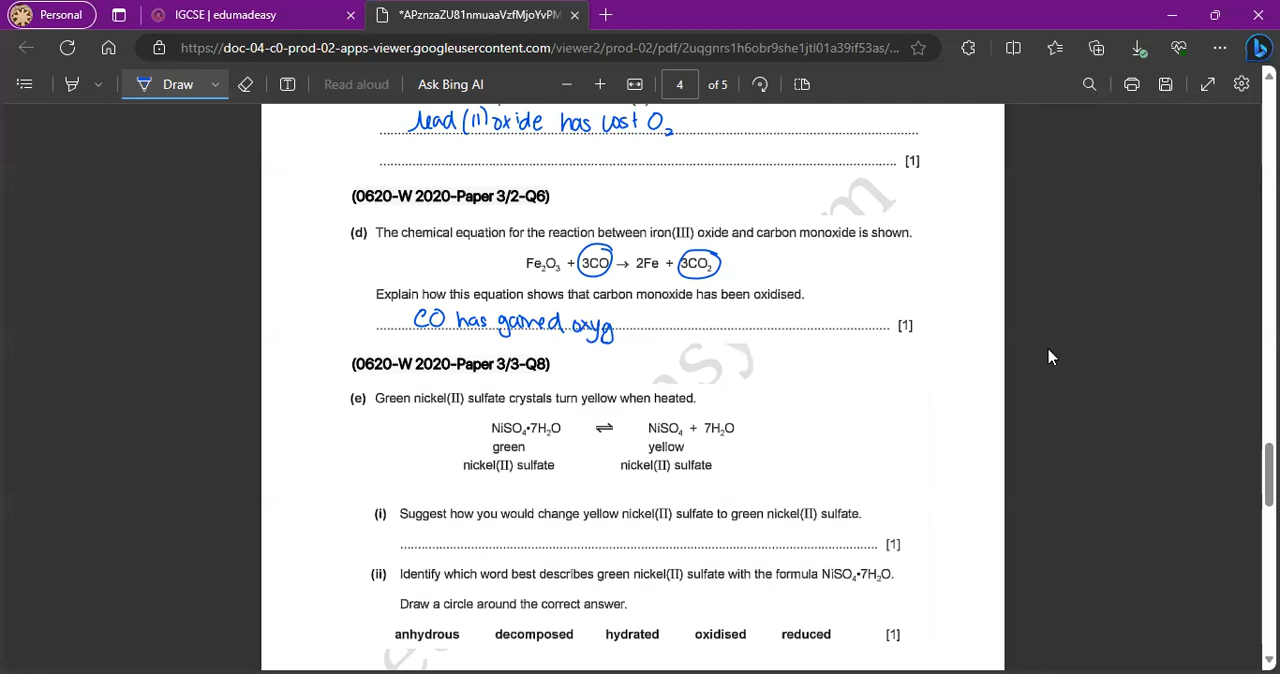 Personal
IGCSE | edumadeasy
*APznzaZU81nmuaaVzfMjoYvPM
https://doc-04-c0-prod-02-apps-viewer.googleusercontent.com/viewer2/prod-02/pdf/2uqgnrs1h6obr9she1jtl01a39if53as/...
Draw
Read aloud
Ask Bing AI
4 of 5
lead (II) oxide has lost O₂
[1]
(0620-W 2020-Paper 3/2-Q6)
(d) The chemical equation for the reaction between iron(III) oxide and carbon monoxide is shown.
Fe₂O₃ + 3CO → 2Fe + 3CO₂
Explain how this equation shows that carbon monoxide has been oxidised.
CO has gained oxyg [1]
(0620-W 2020-Paper 3/3-Q8)
(e) Green nickel(II) sulfate crystals turn yellow when heated.
NiSO₄•7H₂O ⇌ NiSO₄ + 7H₂O
green yellow
nickel(II) sulfate nickel(II) sulfate
(i) Suggest how you would change yellow nickel(II) sulfate to green nickel(II) sulfate.
[1]
(ii) Identify which word best describes green nickel(II) sulfate with the formula NiSO₄•7H₂O.
Draw a circle around the correct answer.
anhydrous decomposed hydrated oxidised reduced [1]